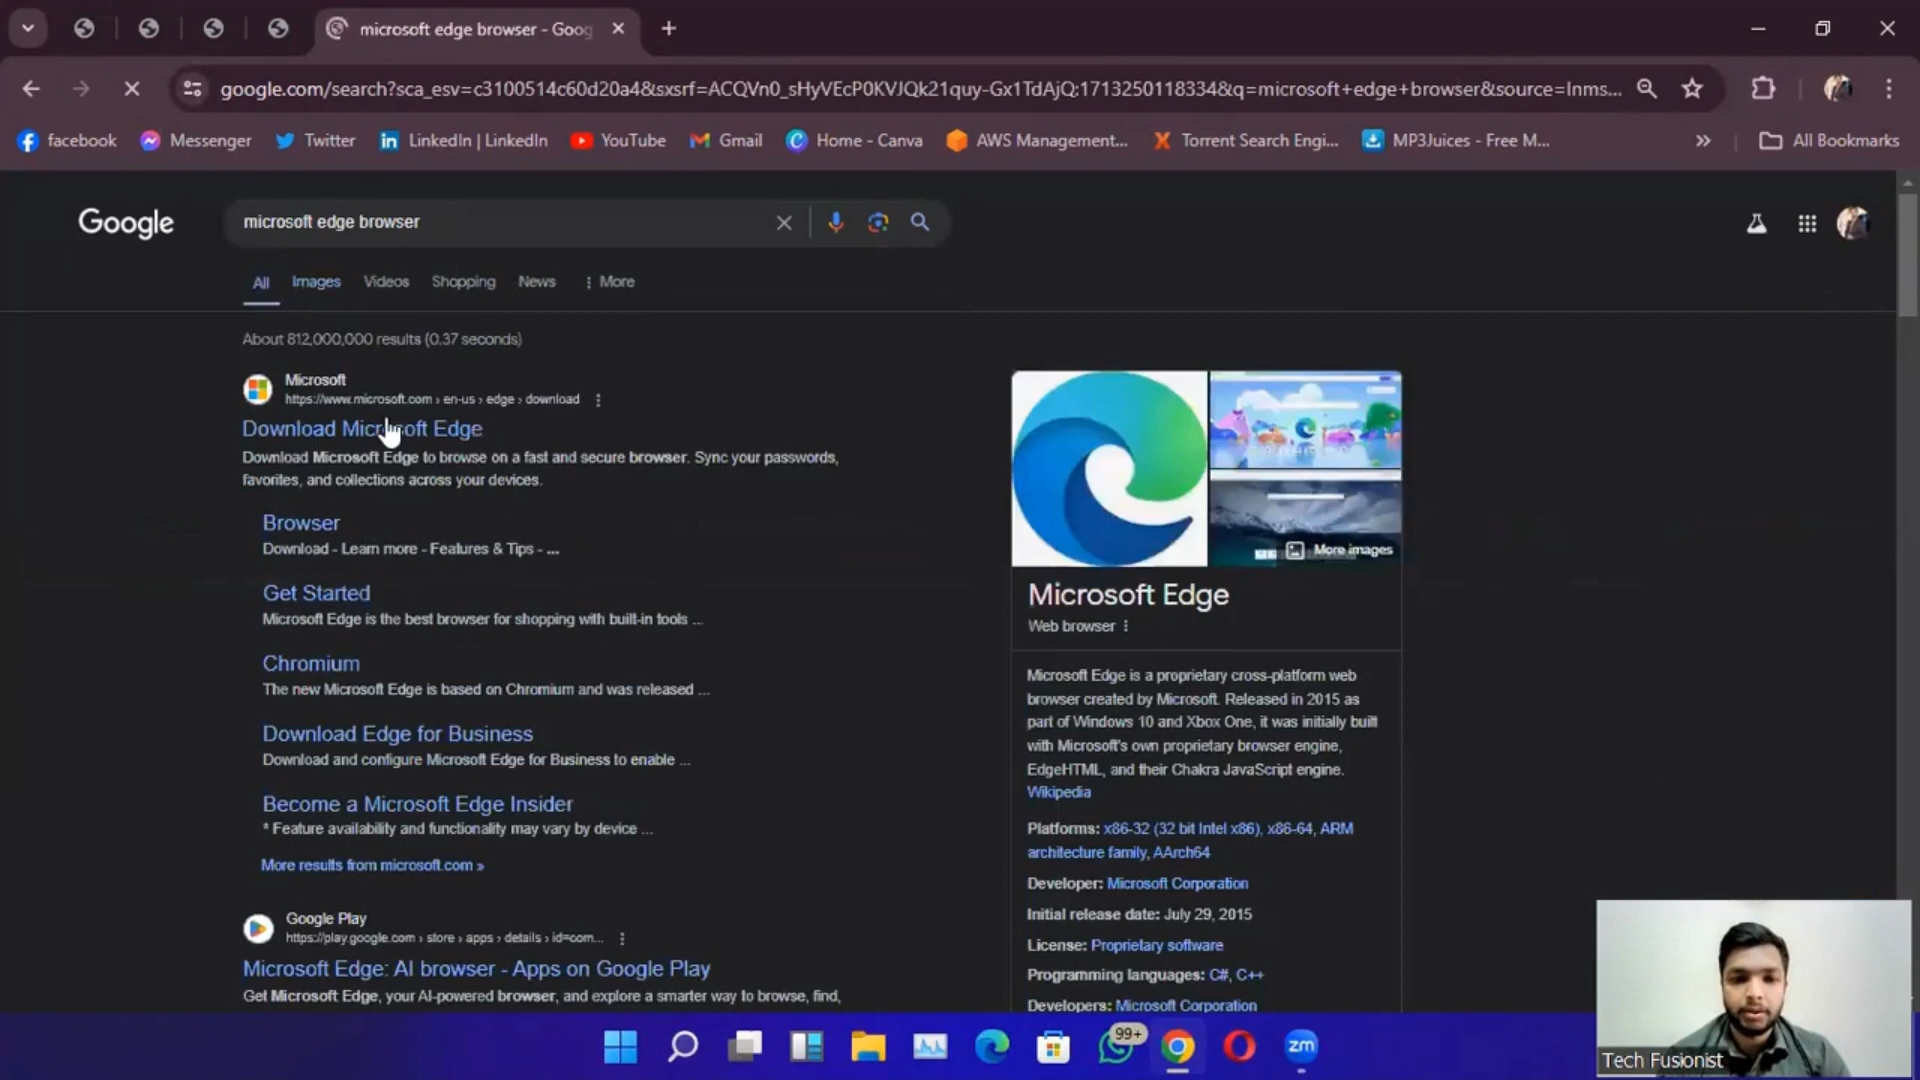 microsoft edge browser - Goog
google.com/search?sca_esv=c3100514c60d20a4&sxsrf=ACQVn0_sHyVEcP0KVJQk21quy-Gx1TdAjQ:1713250118334&q=microsoft+edge+browser&source=lnms...
facebook
Messenger
Twitter
LinkedIn | LinkedIn
YouTube
Gmail
Home - Canva
AWS Management...
Torrent Search Engi...
MP3Juices - Free M...
All Bookmarks
Google
microsoft edge browser
All Images Videos Shopping News More
About 812,000,000 results (0.37 seconds)
Microsoft
https://www.microsoft.com › en-us › edge › download
Download Microsoft Edge
Download Microsoft Edge to browse on a fast and secure browser. Sync your passwords,
favorites, and collections across your devices.
Browser
Download - Learn more - Features & Tips - ...
Get Started
Microsoft Edge is the best browser for shopping with built-in tools ...
Chromium
The new Microsoft Edge is based on Chromium and was released ...
Download Edge for Business
Download and configure Microsoft Edge for Business to enable ...
Become a Microsoft Edge Insider
* Feature availability and functionality may vary by device ...
More results from microsoft.com »
Google Play
https://play.google.com › store › apps › details › id=com...
Microsoft Edge: AI browser - Apps on Google Play
Get Microsoft Edge, your AI-powered browser, and explore a smarter way to browse, find,
More images
Microsoft Edge
Web browser
Microsoft Edge is a proprietary cross-platform web
browser created by Microsoft. Released in 2015 as
part of Windows 10 and Xbox One, it was initially built
with Microsoft's own proprietary browser engine,
EdgeHTML, and their Chakra JavaScript engine.
Wikipedia
Platforms: x86-32 (32 bit Intel x86), x86-64, ARM
architecture family, AArch64
Developer: Microsoft Corporation
Initial release date: July 29, 2015
License: Proprietary software
Programming languages: C#, C++
Developers: Microsoft Corporation
99+
zm
Tech Fusionist